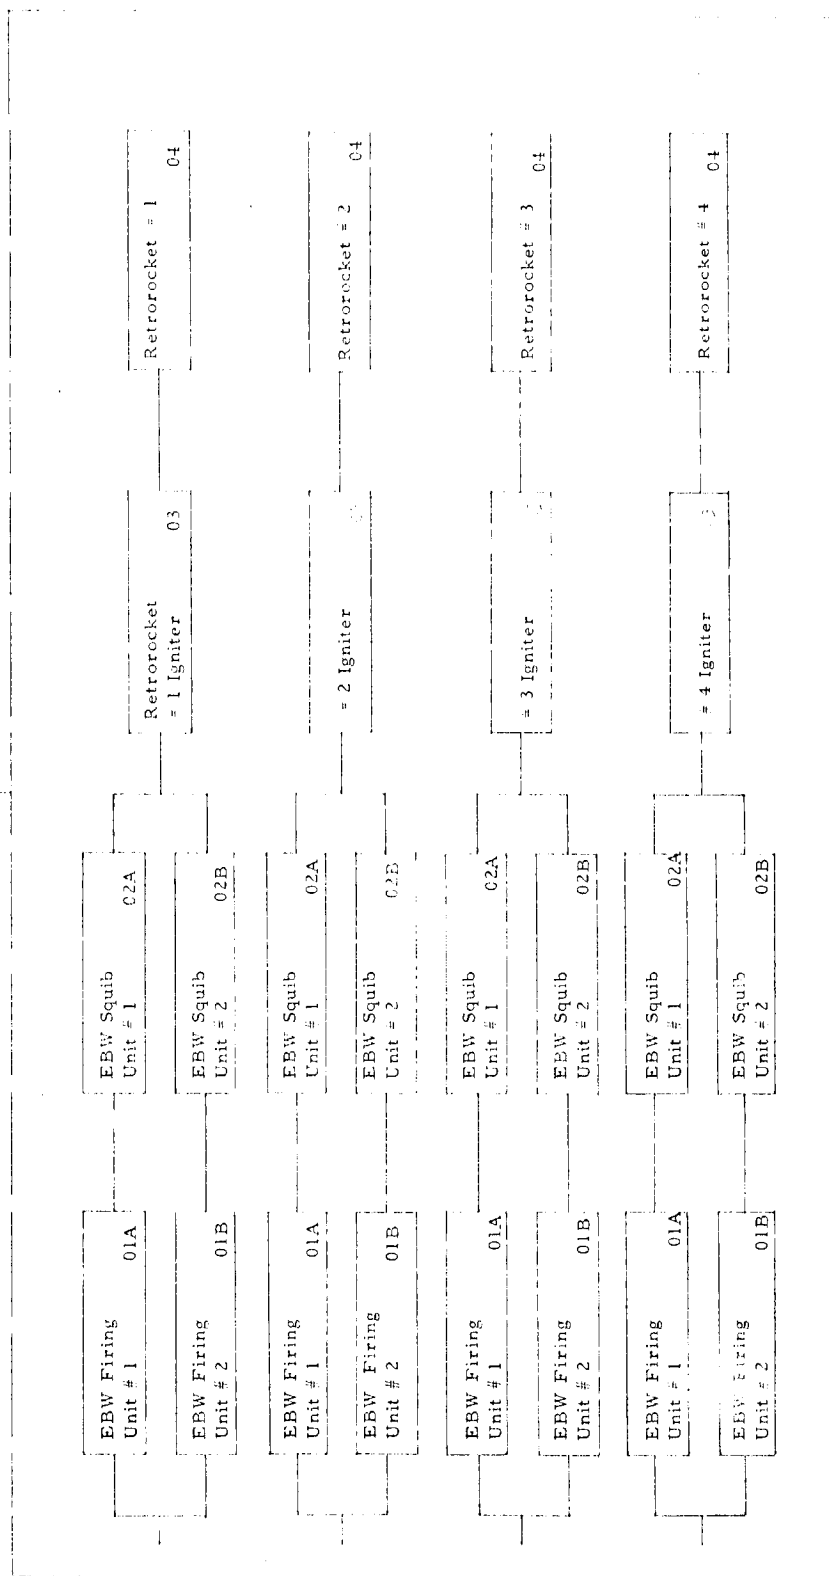 EBW Firing
Unit # 1
01A
EBW Squib
Unit # 1
02A
EBW Firing
Unit # 2
01B
EBW Squib
Unit = 2
02B
Retrorocket
= 1 Igniter
03
Retrorocket = 1
04
EBW Firing
Unit # 1
01A
EBW Squib
Unit # 1
02A
EBW Firing
Unit # 2
01B
EBW Squib
Unit = 2
02B
= 2 Igniter
Retrorocket = 2
04
EBW Firing
Unit # 1
01A
EBW Squib
Unit # 1
02A
EBW Firing
Unit # 2
01B
EBW Squib
Unit # 2
02B
= 3 Igniter
Retrorocket # 3
04
EBW Firing
Unit # 1
01A
EBW Squib
Unit # 1
02A
EBW Firing
Unit # 2
01B
EBW Squib
Unit # 2
02B
= 4 Igniter
Retrorocket # 4
04